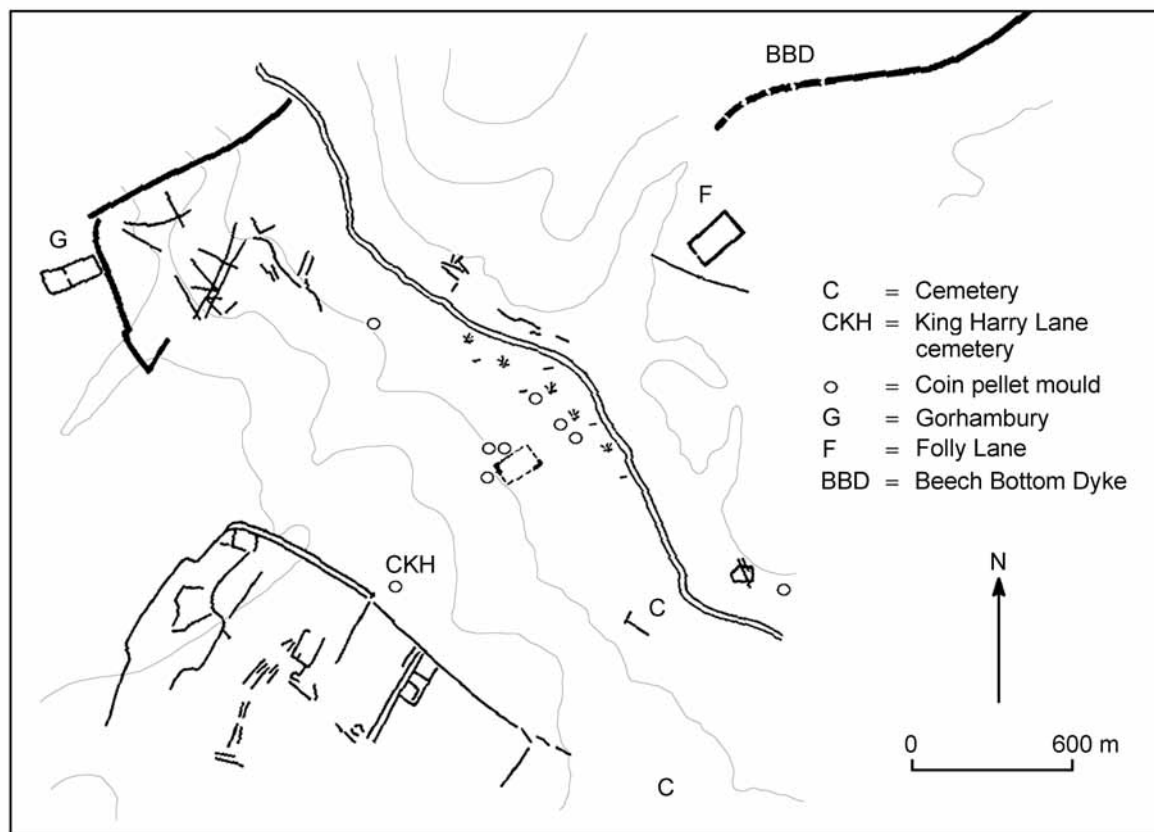 BBD
F
G
C = Cemetery
CKH = King Harry Lane
cemetery
○ = Coin pellet mould
G = Gorhambury
F = Folly Lane
BBD = Beech Bottom Dyke
CKH
C
N
0 600 m
C